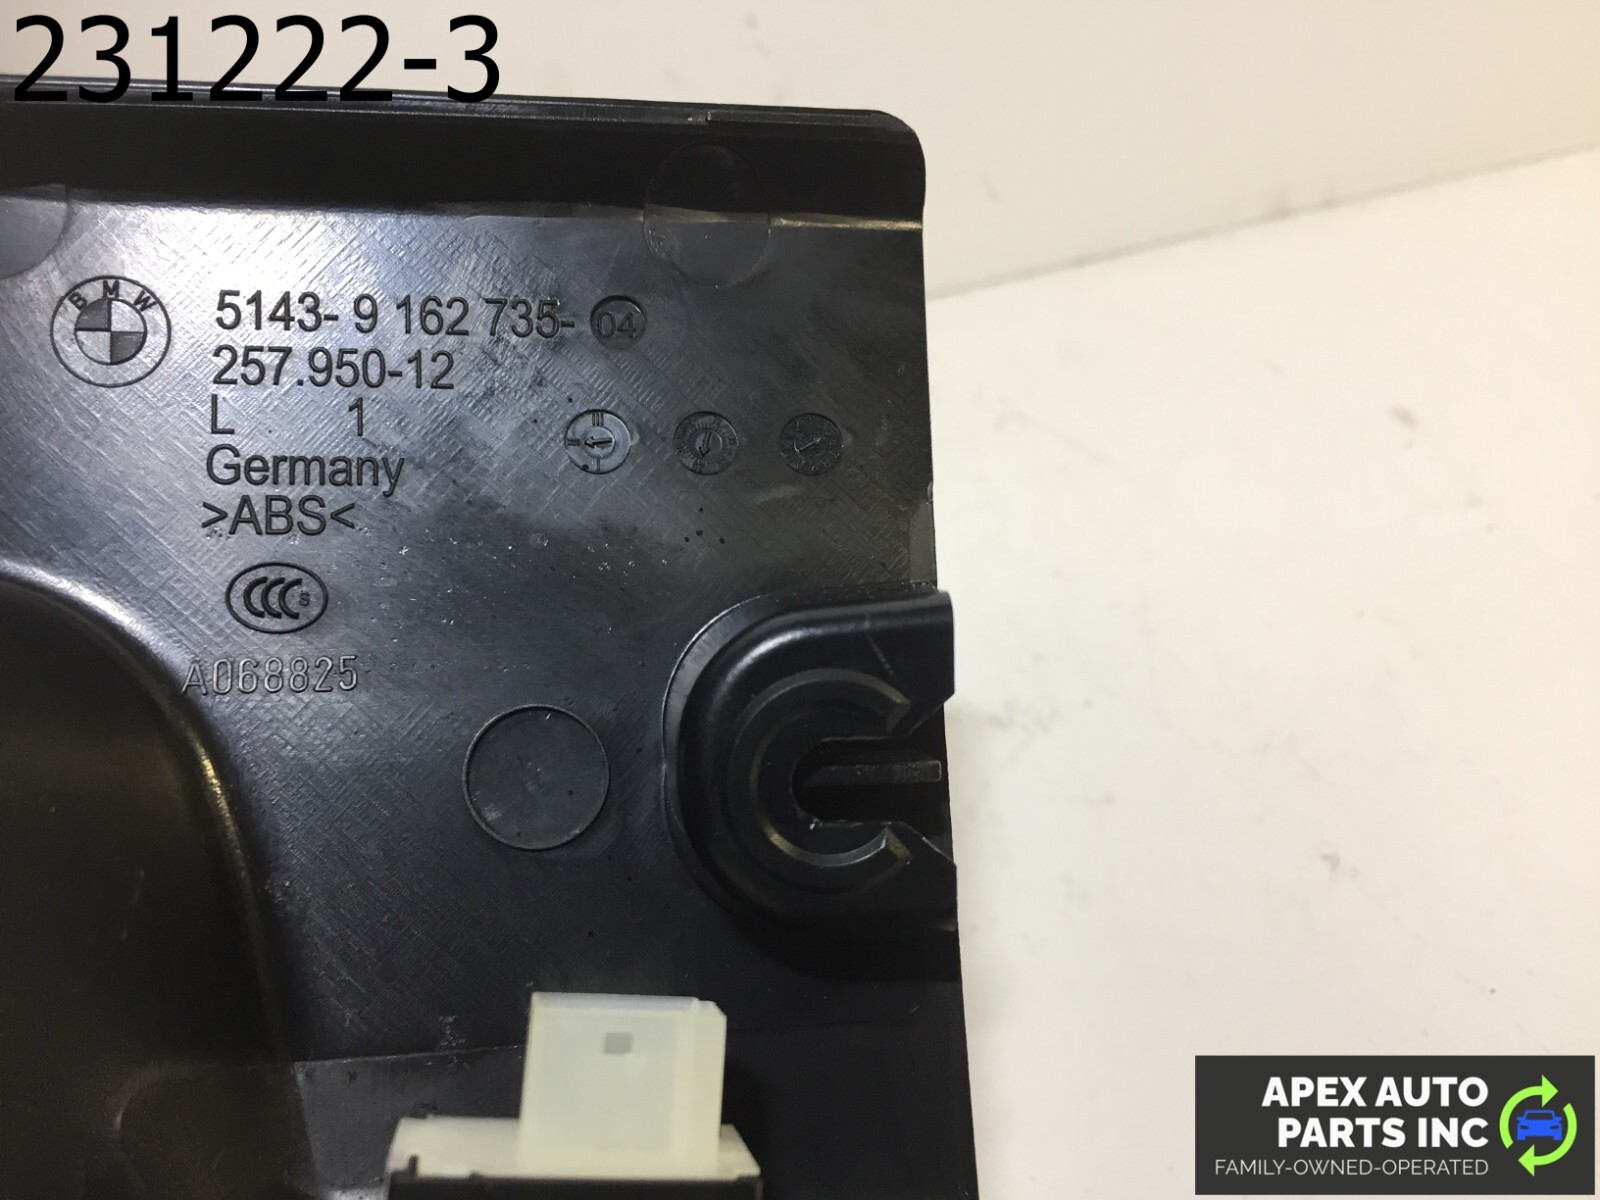 231222-3
BMW
5143- 9 162 735- 04
257.950-12
L 1
Germany
>ABS<
CCC S
A068825
APEX AUTO
PARTS INC
FAMILY-OWNED-OPERATED